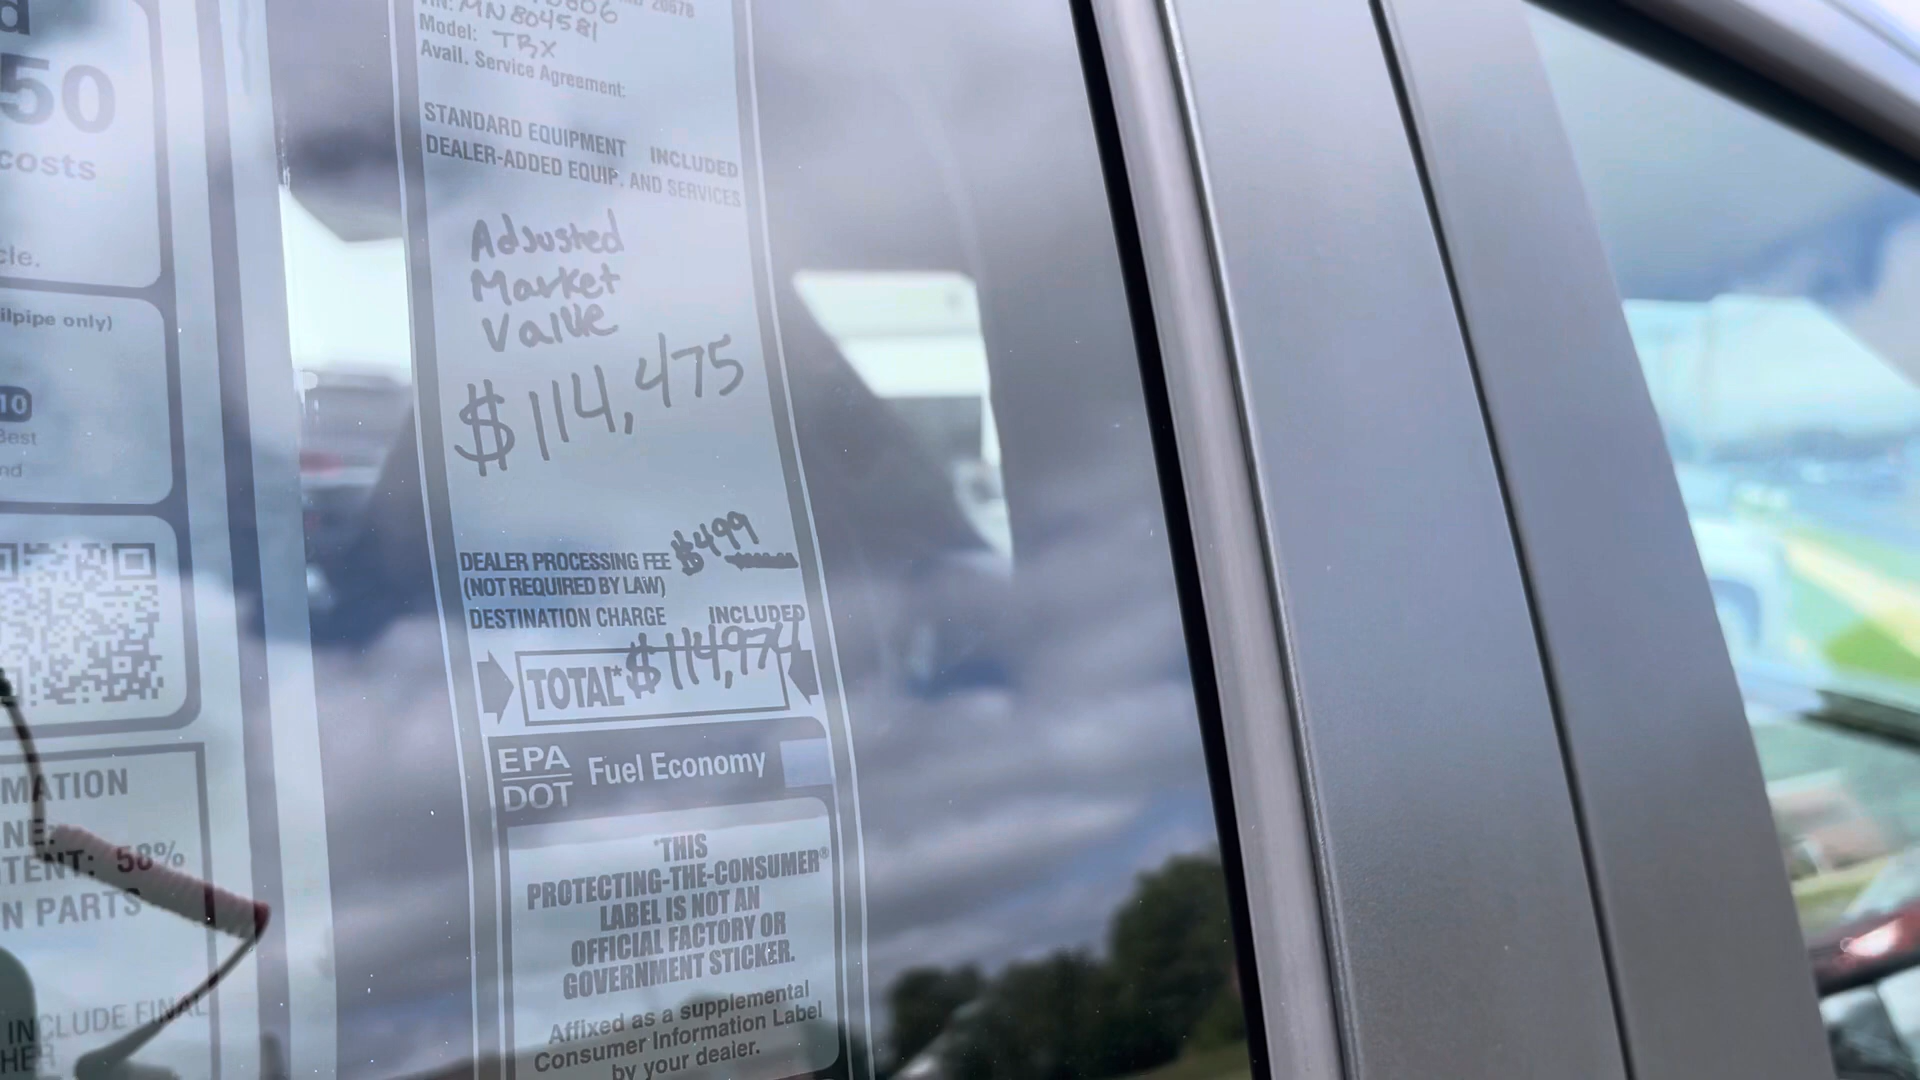 50
costs
cle.
ilpipe only)
10
Best
nd
MATION
NE:
TENT: 58%
N PARTS
INCLUDE FINAL
HER
MN804581
Model: TRX
Avail. Service Agreement:
STANDARD EQUIPMENT INCLUDED
DEALER-ADDED EQUIP. AND SERVICES
Adjusted
Market
Value
$114,475
DEALER PROCESSING FEE $499
(NOT REQUIRED BY LAW)
DESTINATION CHARGE INCLUDED
TOTAL* $114,974
EPA
DOT
Fuel Economy
*THIS
PROTECTING-THE-CONSUMER®
LABEL IS NOT AN
OFFICIAL FACTORY OR
GOVERNMENT STICKER.
Affixed as a supplemental
Consumer Information Label
by your dealer.